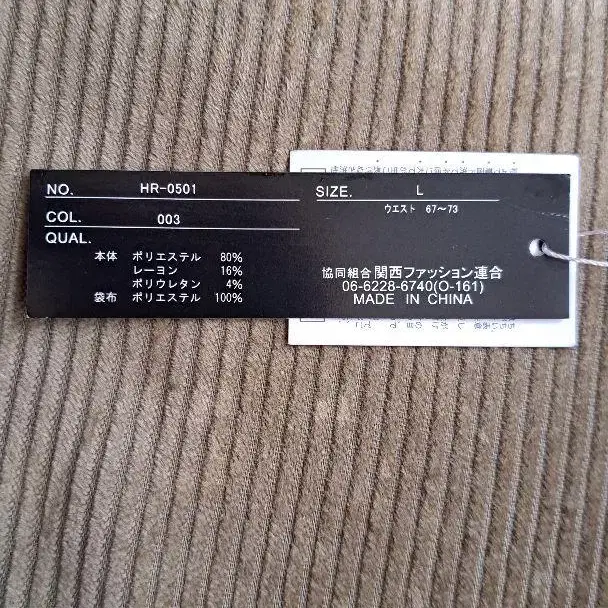 NO. HR-0501
COL. 003
QUAL.
本体 ポリエステル 80%
レーヨン 16%
ポリウレタン 4%
袋布 ポリエステル 100%
SIZE. L
ウエスト 67～73
協同組合 関西ファッション連合
06-6228-6740(O-161)
MADE IN CHINA